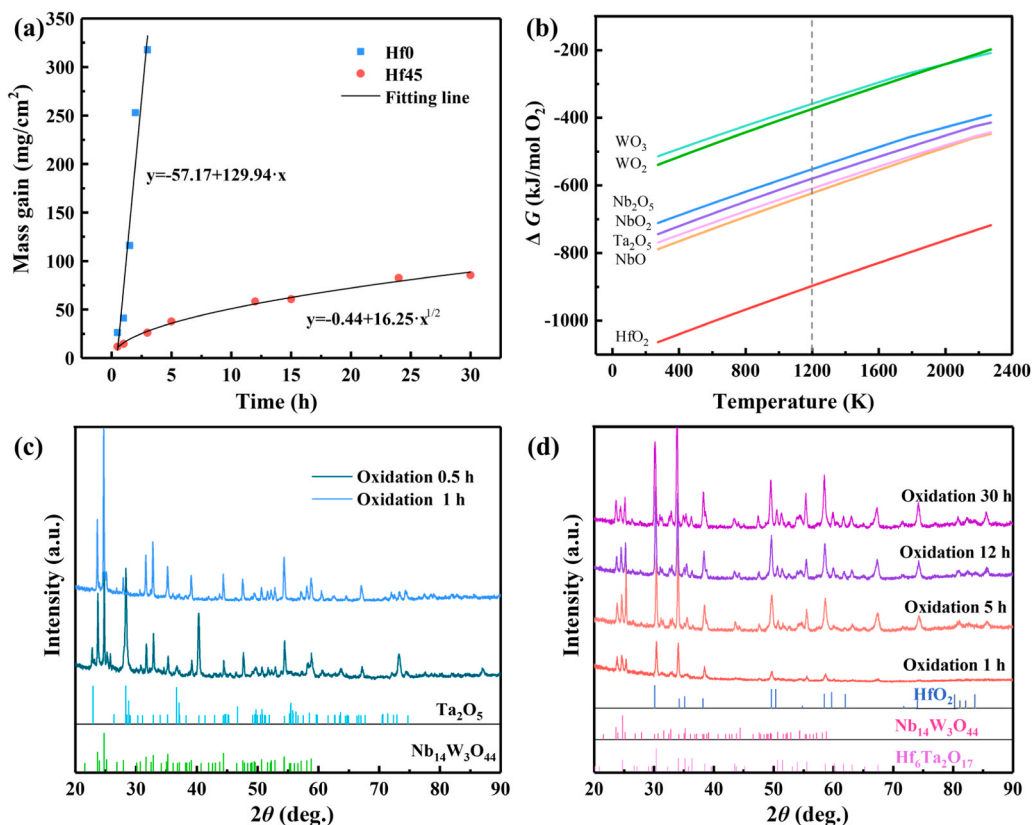 (a)
350
300
250
200
150
100
50
0
Mass gain (mg/cm²)
Hf0
Hf45
Fitting line
y=-57.17+129.94·x
y=-0.44+16.25·x^1/2
0 5 10 15 20 25 30
Time (h)
(b)
-200
-400
-600
-800
-1000
Δ G (kJ/mol O₂)
WO₃
WO₂
Nb₂O₅
NbO₂
Ta₂O₅
NbO
HfO₂
0 400 800 1200 1600 2000 2400
Temperature (K)
(c)
Intensity (a.u.)
Oxidation 0.5 h
Oxidation 1 h
Ta₂O₅
Nb₁₄W₃O₄₄
20 30 40 50 60 70 80 90
2θ (deg.)
(d)
Intensity (a.u.)
Oxidation 30 h
Oxidation 12 h
Oxidation 5 h
Oxidation 1 h
HfO₂
Nb₁₄W₃O₄₄
Hf₆Ta₂O₁₇
20 30 40 50 60 70 80 90
2θ (deg.)